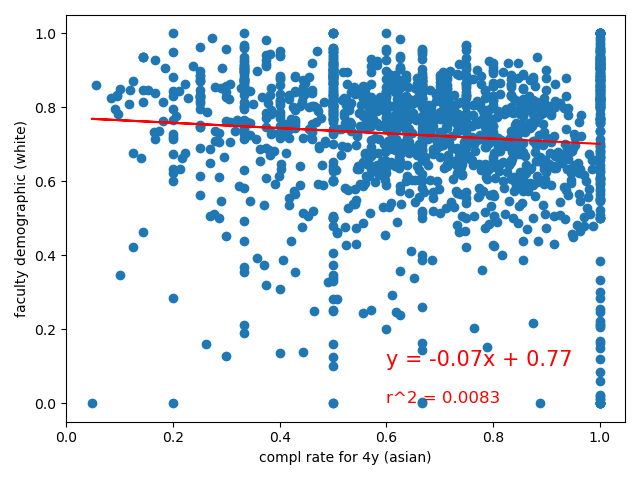 1.0
0.8
0.6
0.4
0.2
0.0
faculty demographic (white)
y = -0.07x + 0.77
r^2 = 0.0083
0.0 0.2 0.4 0.6 0.8 1.0
compl rate for 4y (asian)